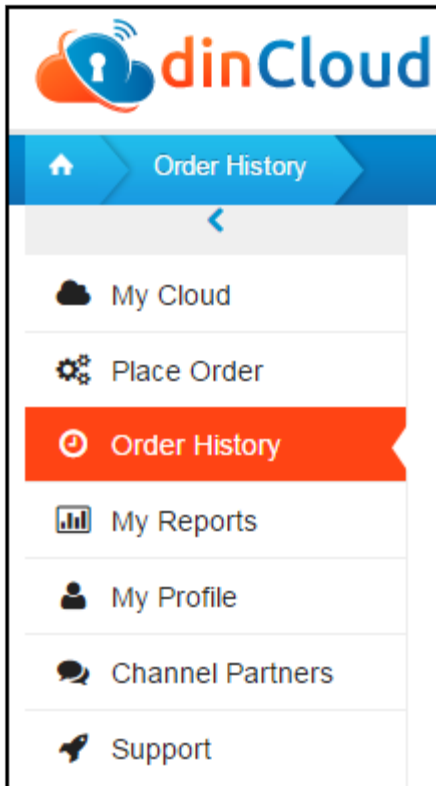 dinCloud
Order History
My Cloud
Place Order
Order History
My Reports
My Profile
Channel Partners
Support